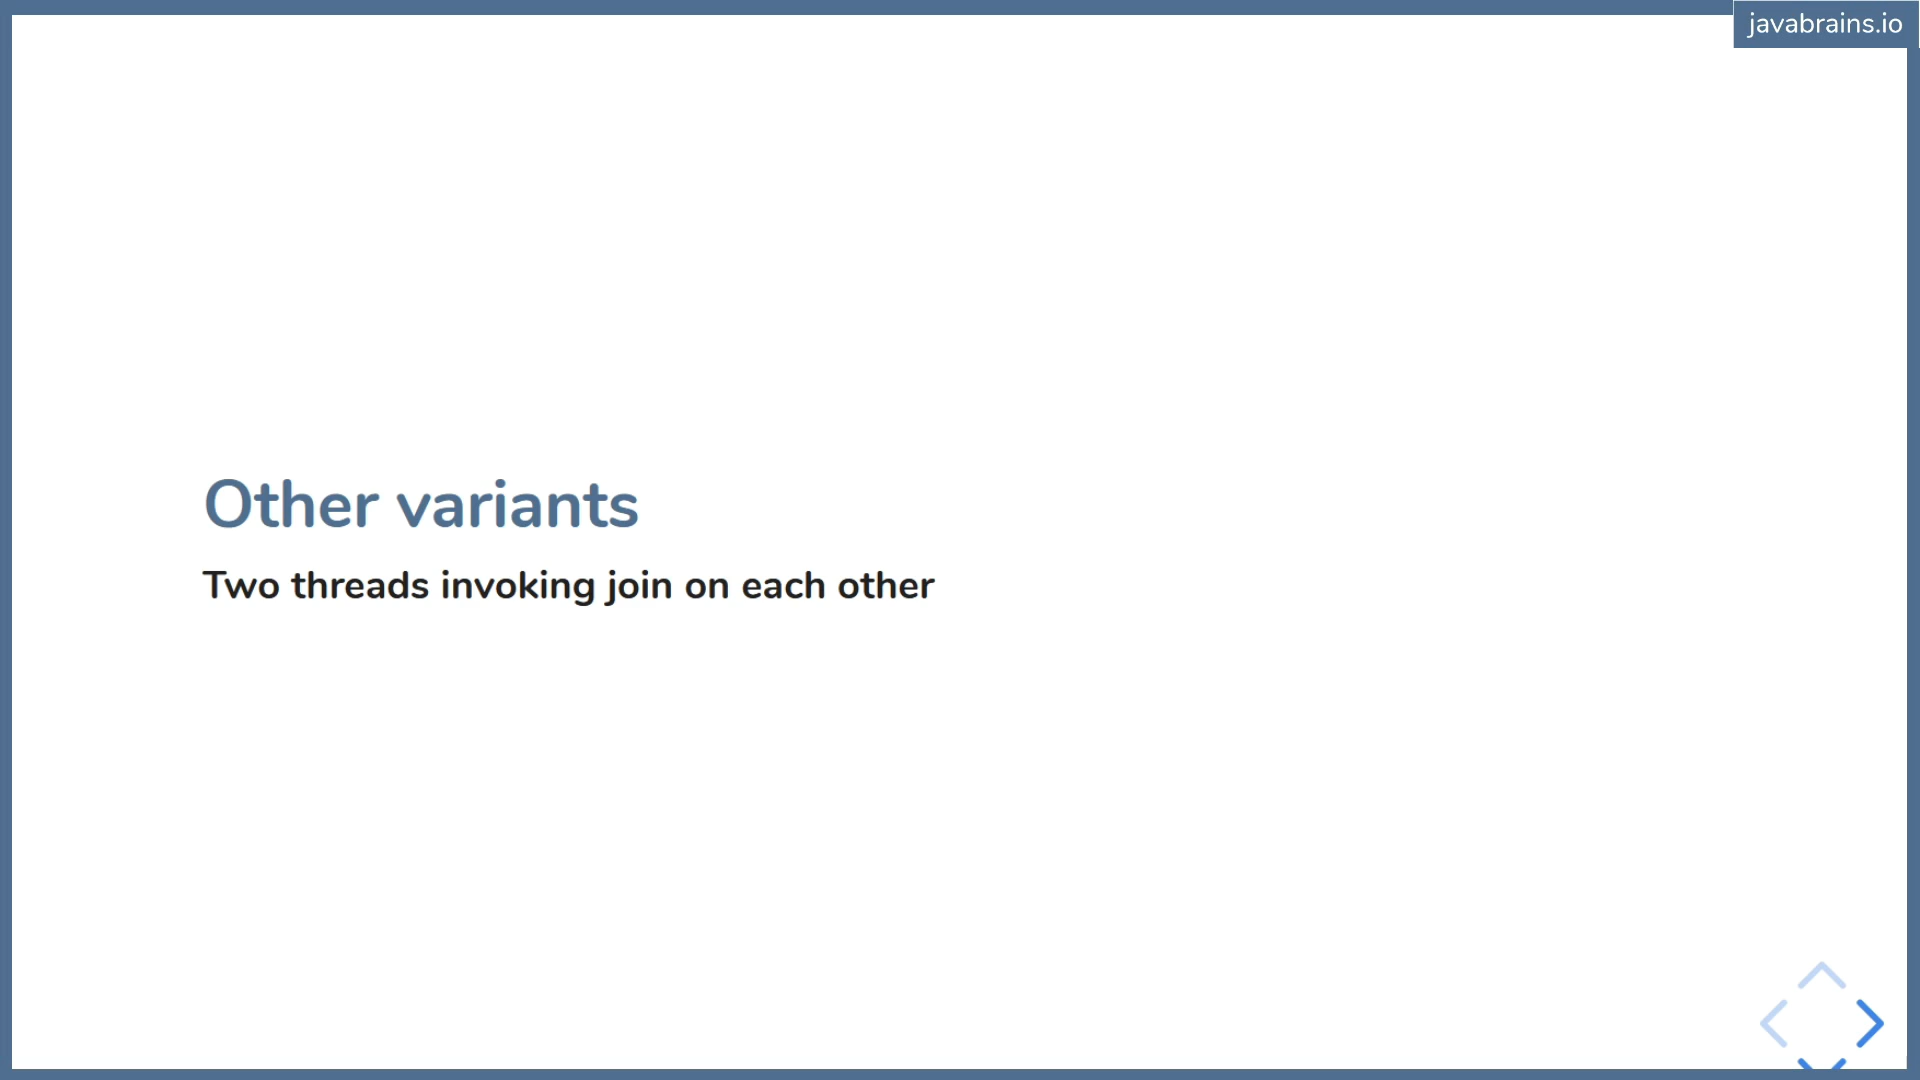 javabrains.io
Other variants
Two threads invoking join on each other